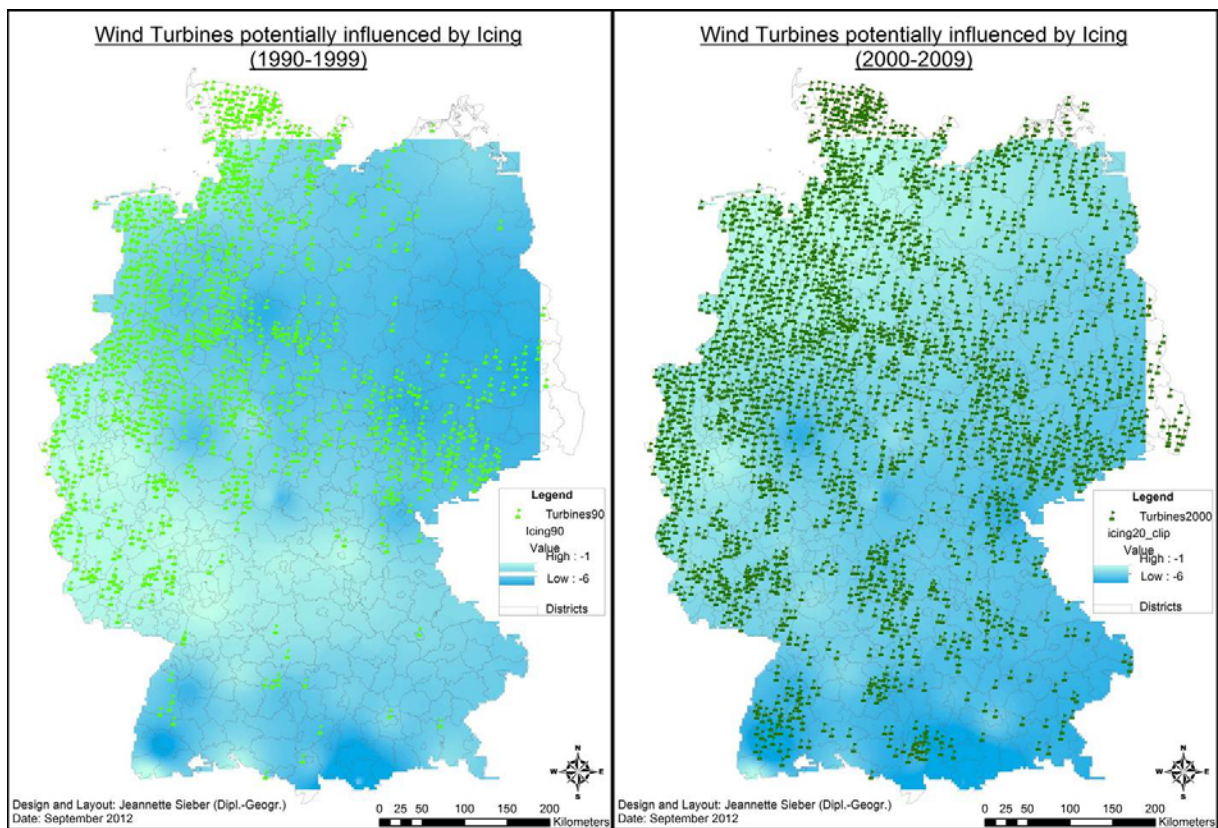 Wind Turbines potentially influenced by Icing
(1990-1999)
Legend
Turbines90
Icing90
Value
High : -1
Low : -6
Districts
N
W E
S
Design and Layout: Jeannette Sieber (Dipl.-Geogr.)
Date: September 2012
0 25 50 100 150 200
Kilometers
Wind Turbines potentially influenced by Icing
(2000-2009)
Legend
Turbines2000
icing20_clip
Value
High : -1
Low : -6
Districts
N
W E
S
Design and Layout: Jeannette Sieber (Dipl.-Geogr.)
Date: September 2012
0 25 50 100 150 200
Kilometers